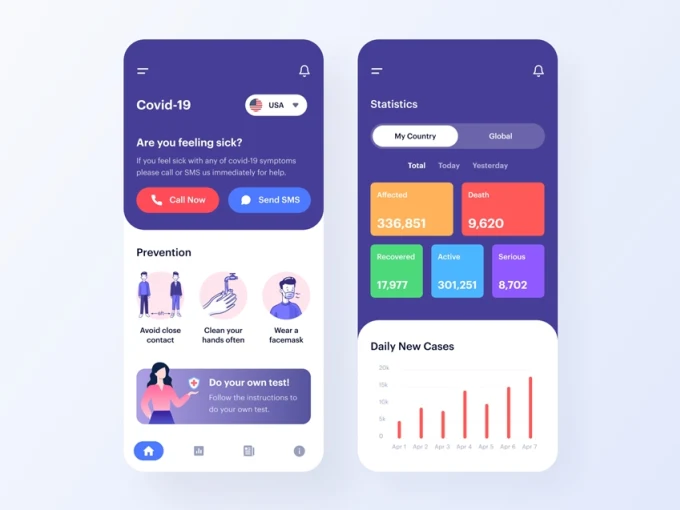 Covid-19
USA
Are you feeling sick?
If you feel sick with any of covid-19 symptoms
please call or SMS us immediately for help.
Call Now
Send SMS
Prevention
6ft
Avoid close
contact
Clean your
hands often
Wear a
facemask
Do your own test!
Follow the instructions to
do your own test.
Statistics
My Country
Global
Total
Today
Yesterday
Affected
336,851
Death
9,620
Recovered
17,977
Active
301,251
Serious
8,702
Daily New Cases
20k
15k
10k
5k
0
Apr 1
Apr 2
Apr 3
Apr 4
Apr 5
Apr 6
Apr 7